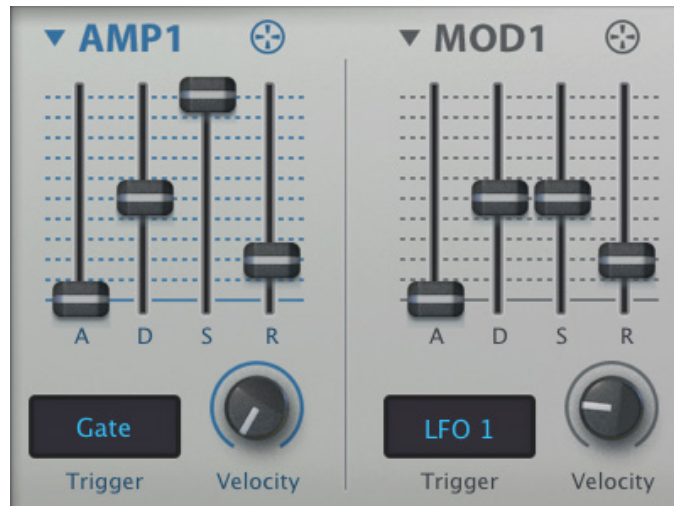 AMP1
A D S R
Gate
Trigger Velocity
MOD1
A D S R
LFO 1
Trigger Velocity